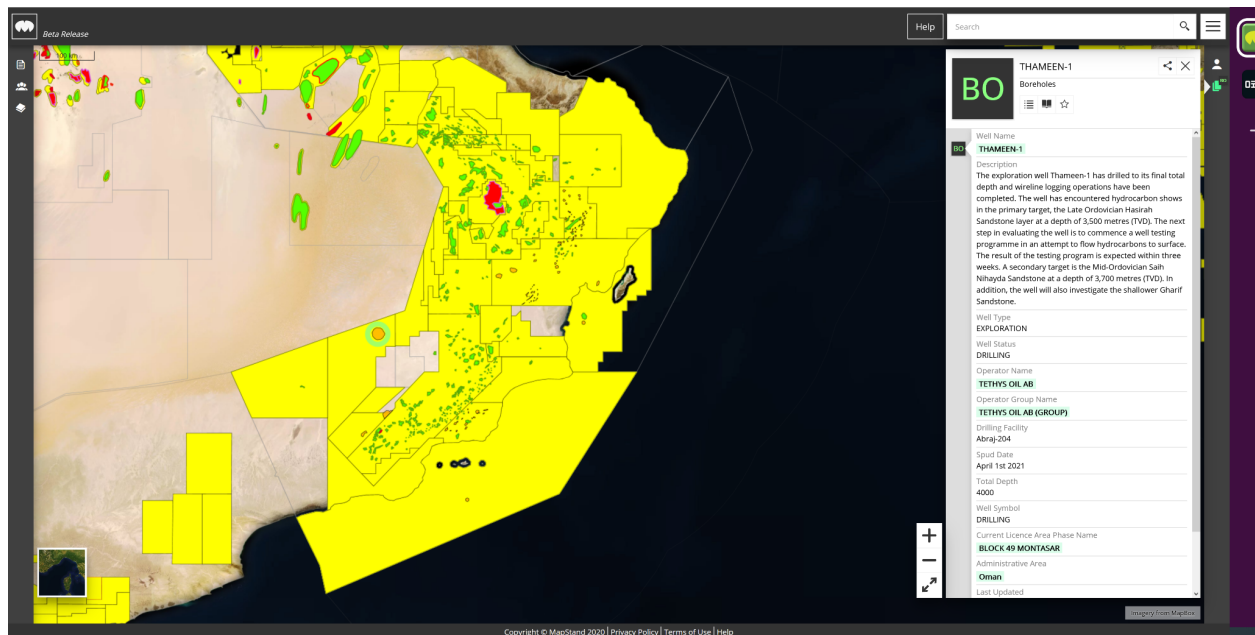 Beta Release
Help
Search
100 km
BO
THAMEEN-1
Boreholes
BO
Well Name
THAMEEN-1
Description
The exploration well Thameen-1 has drilled to its final total
depth and wireline logging operations have been
completed. The well has encountered hydrocarbon shows
in the primary target, the Late Ordovician Hasirah
Sandstone layer at a depth of 3,500 metres (TVD). The next
step in evaluating the well is to commence a well testing
programme in an attempt to flow hydrocarbons to surface.
The result of the testing program is expected within three
weeks. A secondary target is the Mid-Ordovician Saih
Nihayda Sandstone at a depth of 3,700 metres (TVD). In
addition, the well will also investigate the shallower Gharif
Sandstone.
Well Type
EXPLORATION
Well Status
DRILLING
Operator Name
TETHYS OIL AB
Operator Group Name
TETHYS OIL AB (GROUP)
Drilling Facility
Abraj-204
Spud Date
April 1st 2021
Total Depth
4000
Well Symbol
DRILLING
Current Licence Area Phase Name
BLOCK 49 MONTASAR
Administrative Area
Oman
Last Updated
Imagery from MapBox
Copyright © MapStand 2020 | Privacy Policy | Terms of Use | Help